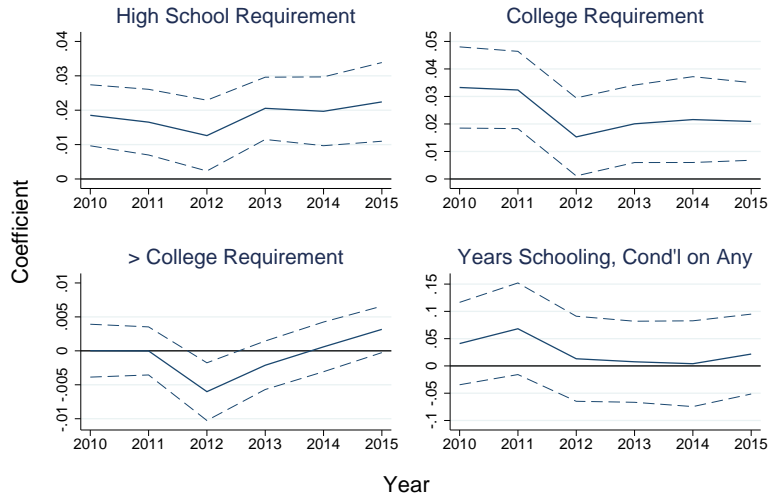 High School Requirement
College Requirement
.04
.03
.02
.01
0
2010 2011 2012 2013 2014 2015
.05
.04
.03
.02
.01
0
2010 2011 2012 2013 2014 2015
Coefficient
> College Requirement
Years Schooling, Cond'l on Any
.01
.005
0
-.005
-.01
2010 2011 2012 2013 2014 2015
.15
.1
.05
0
-.05
-.1
2010 2011 2012 2013 2014 2015
Year